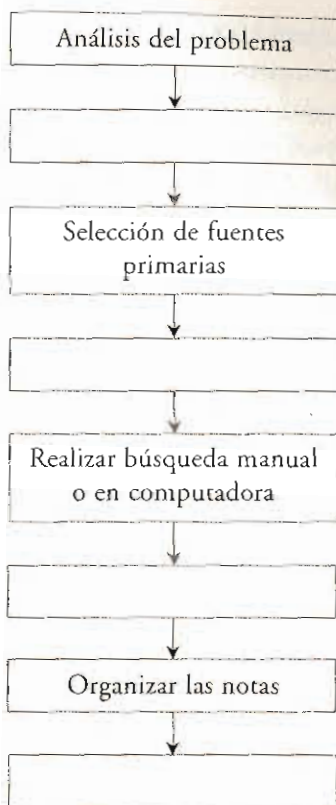 Análisis del problema
Selección de fuentes
primarias
Realizar búsqueda manual
o en computadora
Organizar las notas